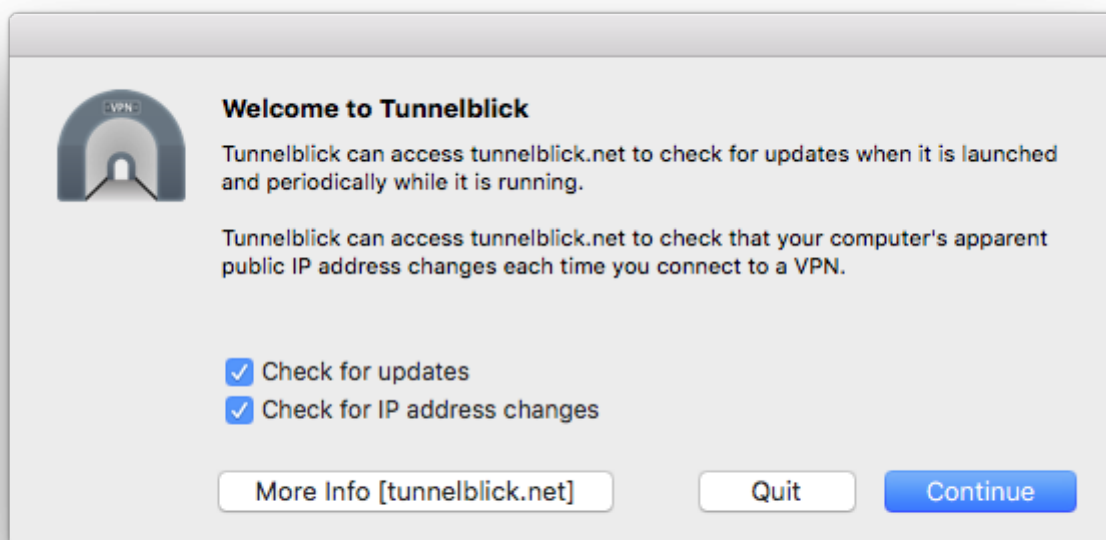 VPN
Welcome to Tunnelblick
Tunnelblick can access tunnelblick.net to check for updates when it is launched
and periodically while it is running.
Tunnelblick can access tunnelblick.net to check that your computer's apparent
public IP address changes each time you connect to a VPN.
Check for updates
Check for IP address changes
More Info [tunnelblick.net]
Quit
Continue